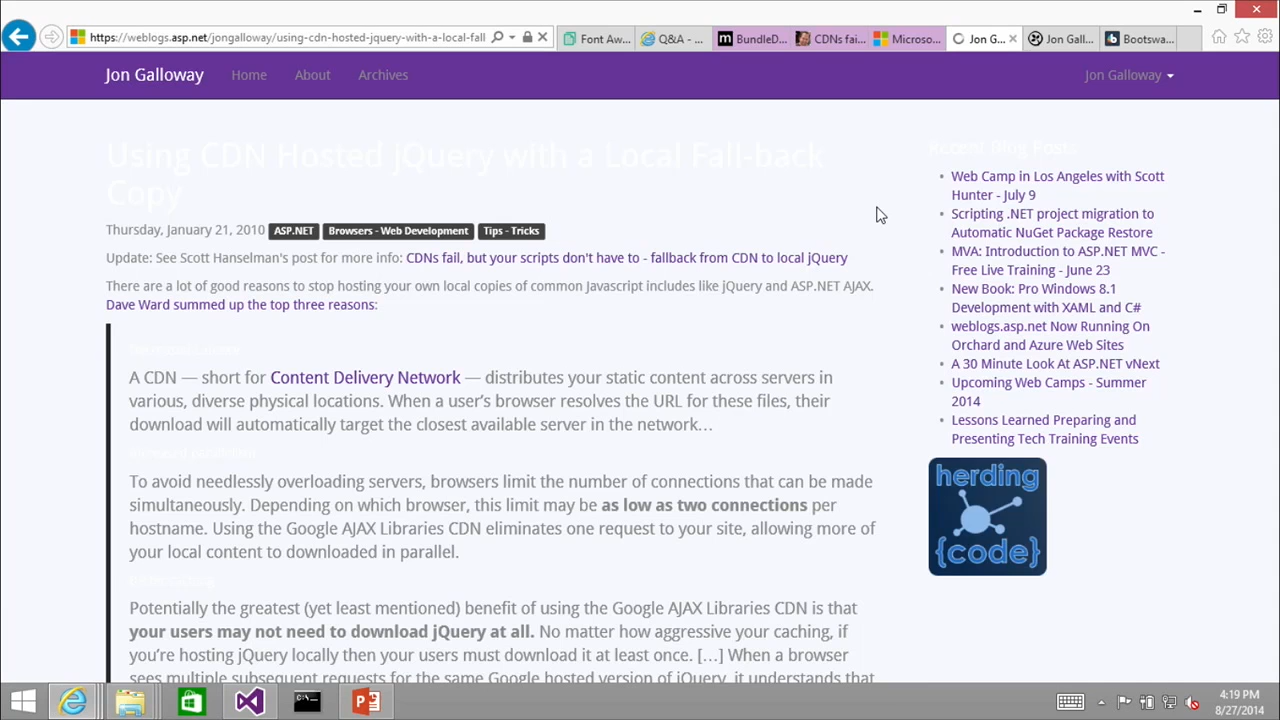 https://weblogs.asp.net/jongalloway/using-cdn-hosted-jquery-with-a-local-fall
Font Aw...
Q&A - ...
BundleD...
CDNs fai...
Microso...
Jon G...
Jon Gall...
Bootswa...
Jon Galloway
Home
About
Archives
Jon Galloway
Using CDN Hosted jQuery with a Local Fall-back
Copy
Thursday, January 21, 2010 ASP.NET Browsers - Web Development Tips - Tricks
Update: See Scott Hanselman's post for more info: CDNs fail, but your scripts don't have to - fallback from CDN to local jQuery
There are a lot of good reasons to stop hosting your own local copies of common Javascript includes like jQuery and ASP.NET AJAX.
Dave Ward summed up the top three reasons:
A CDN — short for Content Delivery Network — distributes your static content across servers in
various, diverse physical locations. When a user's browser resolves the URL for these files, their
download will automatically target the closest available server in the network…
To avoid needlessly overloading servers, browsers limit the number of connections that can be made
simultaneously. Depending on which browser, this limit may be as low as two connections per
hostname. Using the Google AJAX Libraries CDN eliminates one request to your site, allowing more of
your local content to downloaded in parallel.
Potentially the greatest (yet least mentioned) benefit of using the Google AJAX Libraries CDN is that
your users may not need to download jQuery at all. No matter how aggressive your caching, if
you're hosting jQuery locally then your users must download it at least once. […] When a browser
sees multiple subsequent requests for the same Google hosted version of jQuery, it understands that
Recent Blog Posts
Web Camp in Los Angeles with Scott
Hunter - July 9
Scripting .NET project migration to
Automatic NuGet Package Restore
MVA: Introduction to ASP.NET MVC -
Free Live Training - June 23
New Book: Pro Windows 8.1
Development with XAML and C#
weblogs.asp.net Now Running On
Orchard and Azure Web Sites
A 30 Minute Look At ASP.NET vNext
Upcoming Web Camps - Summer
2014
Lessons Learned Preparing and
Presenting Tech Training Events
herding
{code}
4:19 PM
8/27/2014